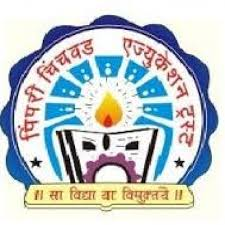 पिंपरी चिंचवड एज्युकेशन ट्रस्ट
॥ सा विद्या या विमुक्तये ॥